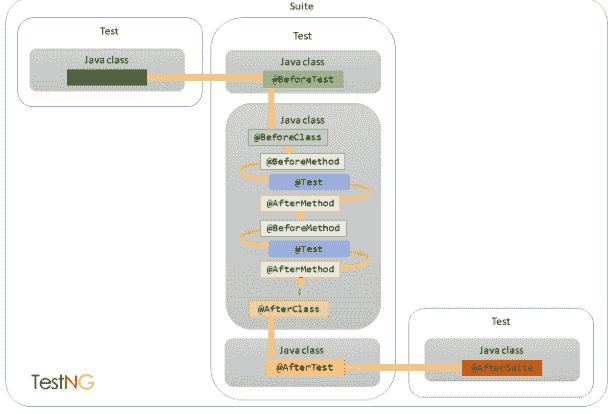 Suite
Test
Java class
Test
Java class
@BeforeTest
Java class
@BeforeClass
@BeforeMethod
@Test
@AfterMethod
@BeforeMethod
@Test
@AfterMethod
@AfterClass
Java class
@AfterTest
Test
Java class
@AfterSuite
TestNG